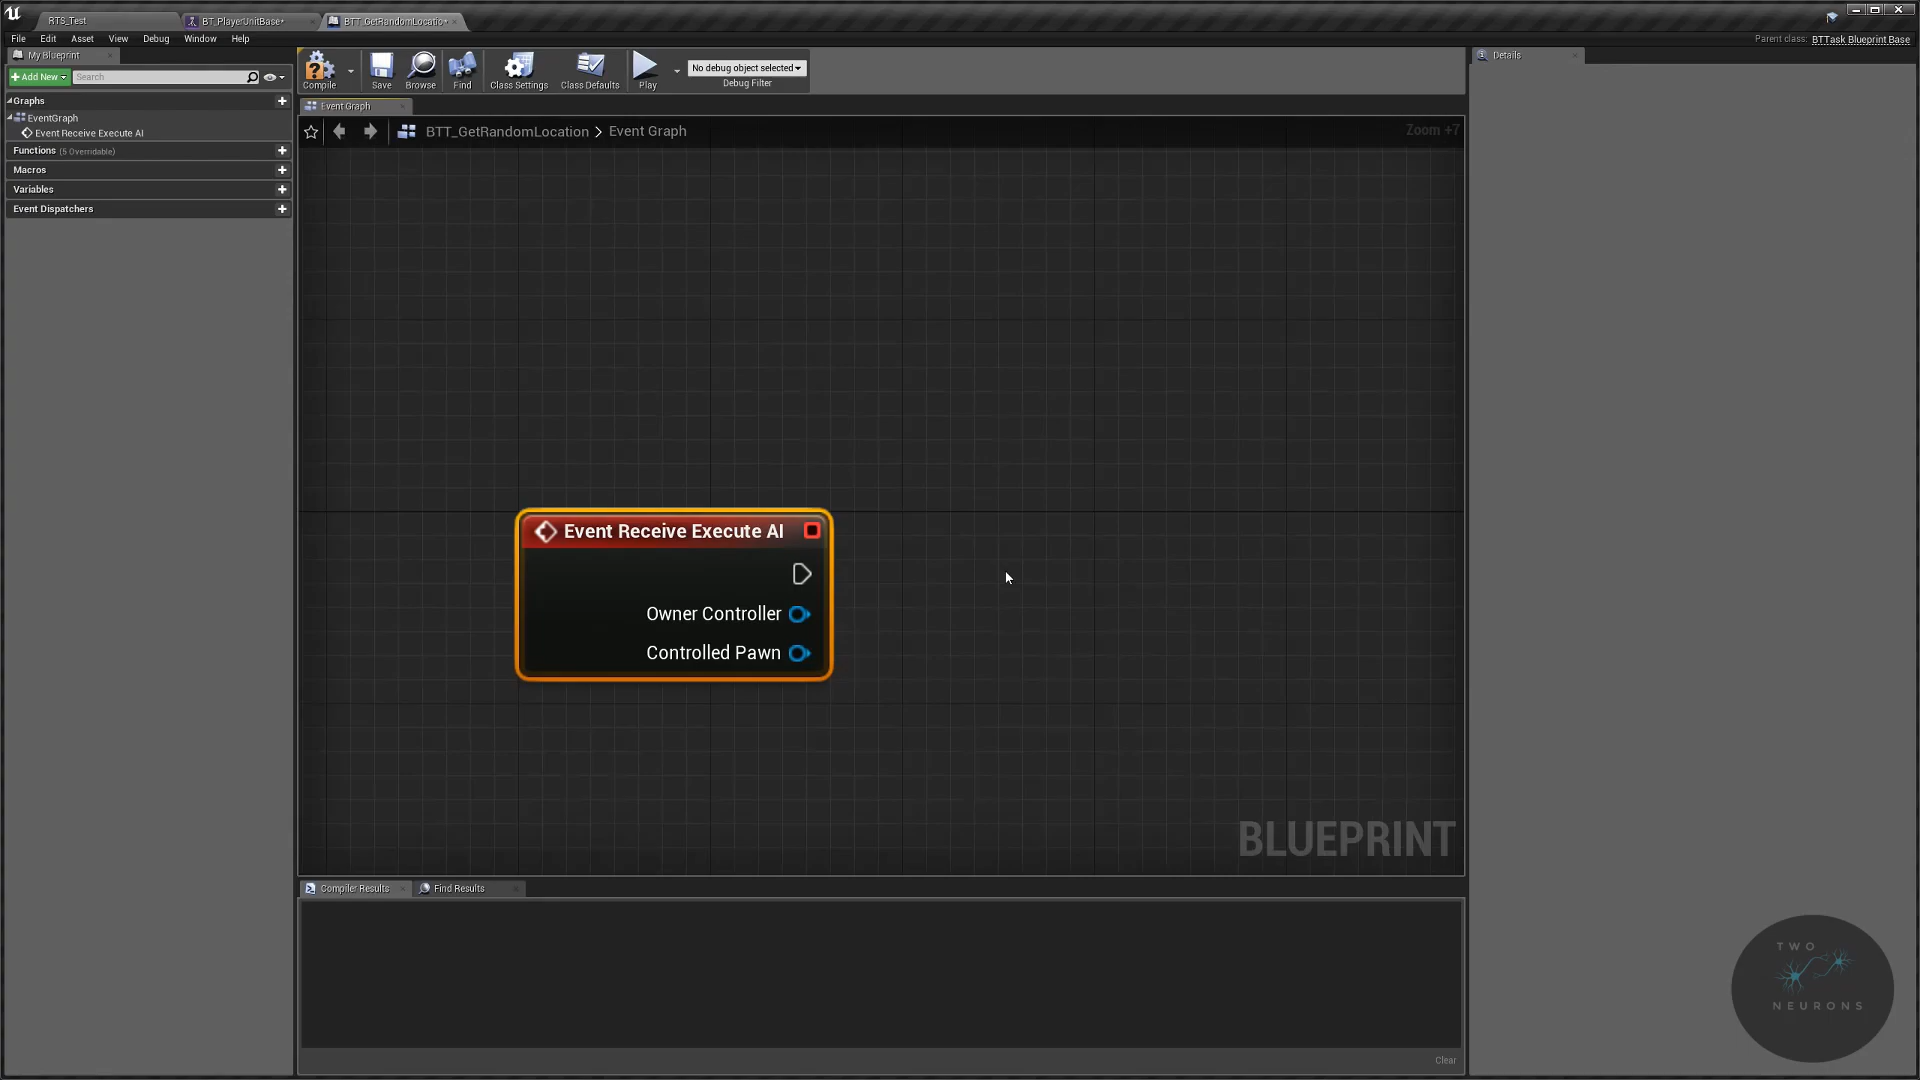 RTS_Test
BT_PlayerUnitBase*
BTT_GetRandomLocatio*
File Edit Asset View Debug Window Help
Parent class: BTTask Blueprint Base
My Blueprint
Add New
Search
Graphs
EventGraph
Event Receive Execute AI
Functions (5 Overridable)
Macros
Variables
Event Dispatchers
Compile
Save
Browse
Find
Class Settings
Class Defaults
Play
No debug object selected
Debug Filter
Event Graph
BTT_GetRandomLocation > Event Graph
Zoom +7
Event Receive Execute AI
Owner Controller
Controlled Pawn
BLUEPRINT
Compiler Results
Find Results
Clear
Details
TWO
NEURONS